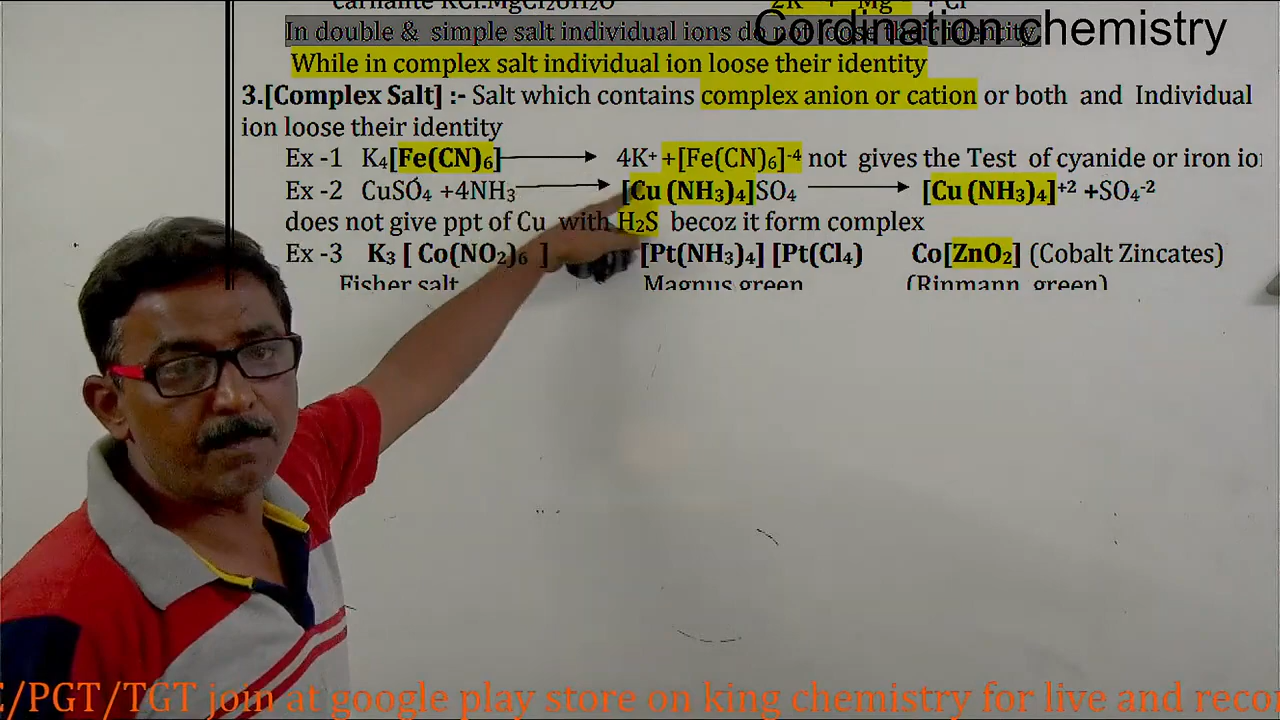 carnalite KCl.MgCl₂6H₂O 2K⁺ + Mg + Cl
Cordination chemistry
In double & simple salt individual ions do not loose their identity
While in complex salt individual ion loose their identity
3.[Complex Salt] :- Salt which contains complex anion or cation or both and Individual
ion loose their identity
Ex -1 K₄[Fe(CN)₆] → 4K⁺ +[Fe(CN)₆]⁻⁴ not gives the Test of cyanide or iron ion
Ex -2 CuSO₄ +4NH₃ → [Cu (NH₃)₄]SO₄ → [Cu (NH₃)₄]⁺² +SO₄⁻²
does not give ppt of Cu with H₂S becoz it form complex
Ex -3 K₃ [ Co(NO₂)₆ ] [Pt(NH₃)₄] [Pt(Cl₄) Co[ZnO₂] (Cobalt Zincates)
Fisher salt Magnus green (Rinmann green)
E/PGT/TGT join at google play store on king chemistry for live and reco